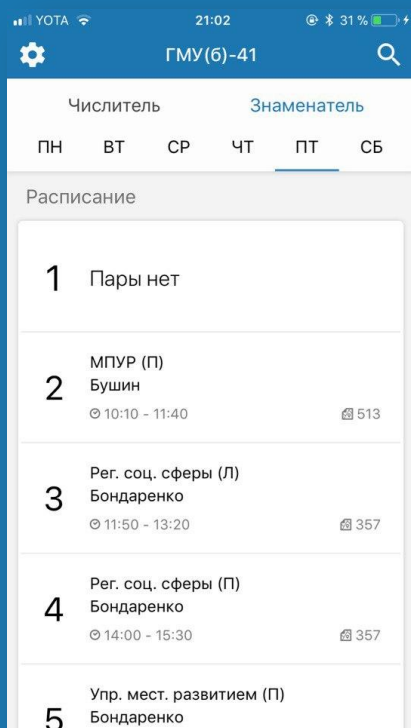 YOTA 21:02 31 %
ГМУ(б)-41
Числитель Знаменатель
ПН ВТ СР ЧТ ПТ СБ
Расписание
1 Пары нет
МПУР (П)
2 Бушин
10:10 - 11:40 513
Рег. соц. сферы (Л)
3 Бондаренко
11:50 - 13:20 357
Рег. соц. сферы (П)
4 Бондаренко
14:00 - 15:30 357
Упр. мест. развитием (П)
5 Бондаренко